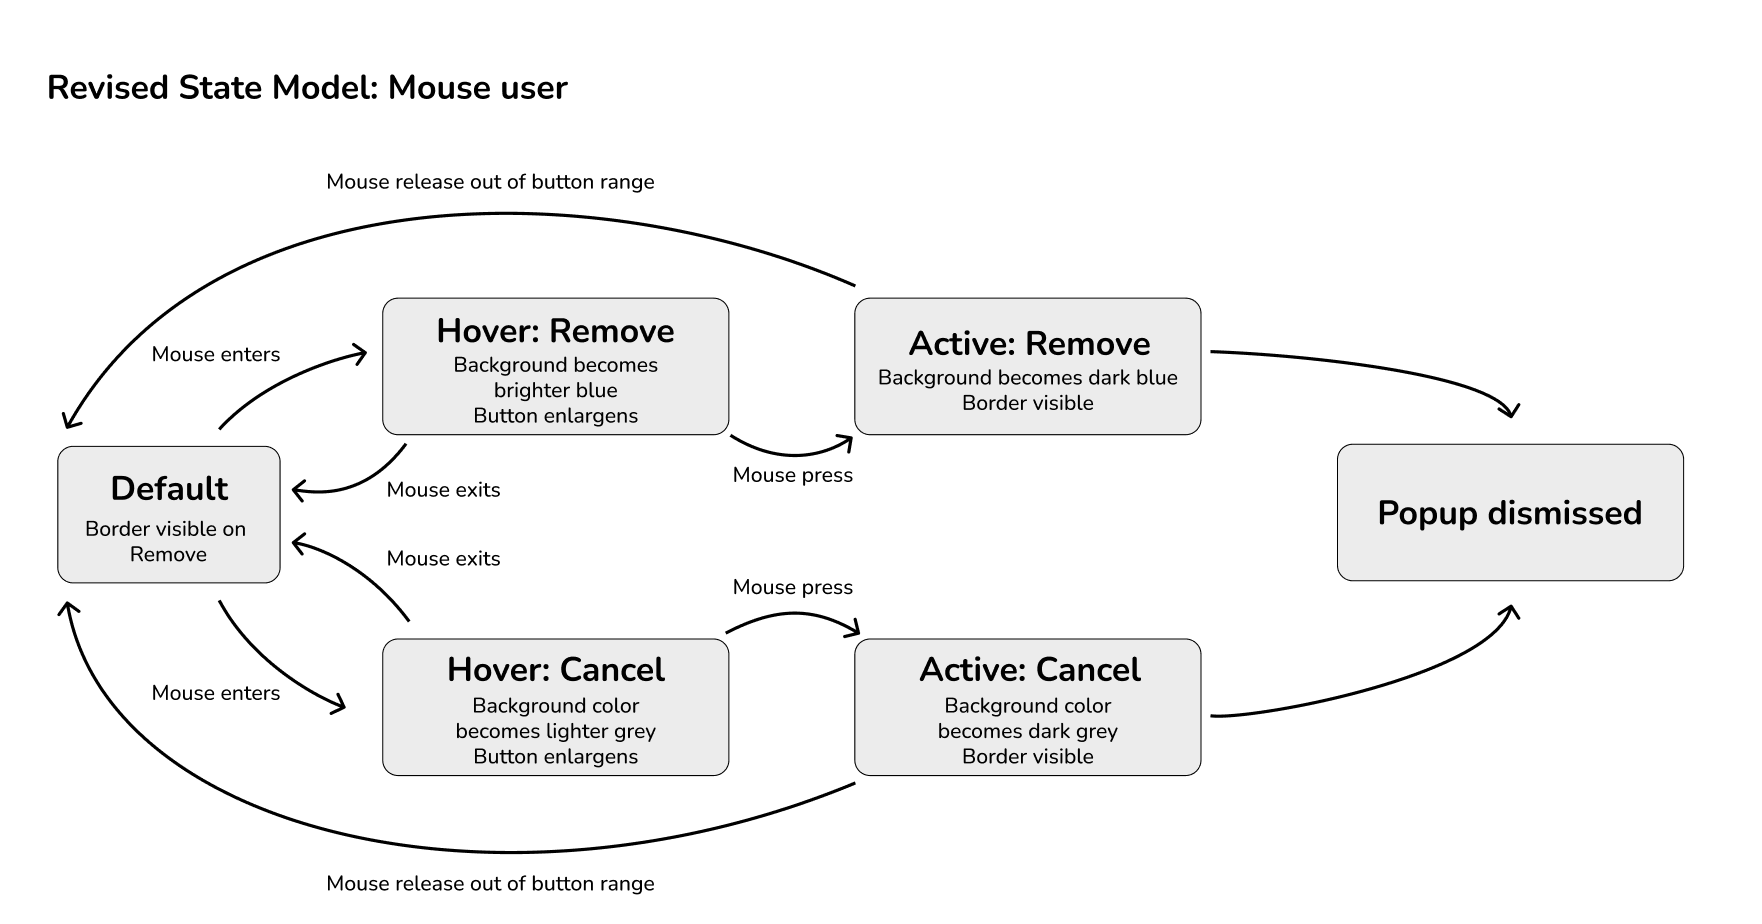 Revised State Model: Mouse user
Mouse release out of button range
Mouse enters
Hover: Remove
Background becomes
brighter blue
Button enlargens
Active: Remove
Background becomes dark blue
Border visible
Mouse exits
Mouse press
Default
Border visible on
Remove
Popup dismissed
Mouse exits
Mouse press
Mouse enters
Hover: Cancel
Background color
becomes lighter grey
Button enlargens
Active: Cancel
Background color
becomes dark grey
Border visible
Mouse release out of button range